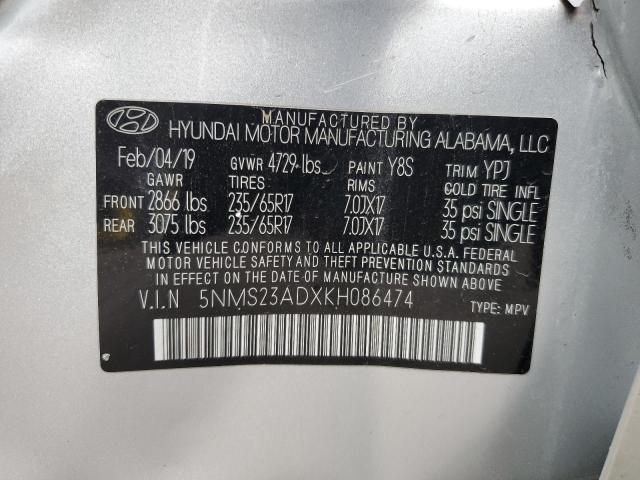 MANUFACTURED BY
HYUNDAI MOTOR MANUFACTURING ALABAMA, LLC
Feb/04/19 GVWR 4729 lbs PAINT Y8S TRIM YPJ
GAWR TIRES RIMS COLD TIRE INFL
FRONT 2866 lbs 235/65R17 7.0JX17 35 psi SINGLE
REAR 3075 lbs 235/65R17 7.0JX17 35 psi SINGLE
THIS VEHICLE CONFORMS TO ALL APPLICABLE U.S.A. FEDERAL
MOTOR VEHICLE SAFETY AND THEFT PREVENTION STANDARDS
IN EFFECT ON THE DATE OF MANUFACTURE SHOWN ABOVE.
V.I.N 5NMS23ADXKH086474 TYPE: MPV